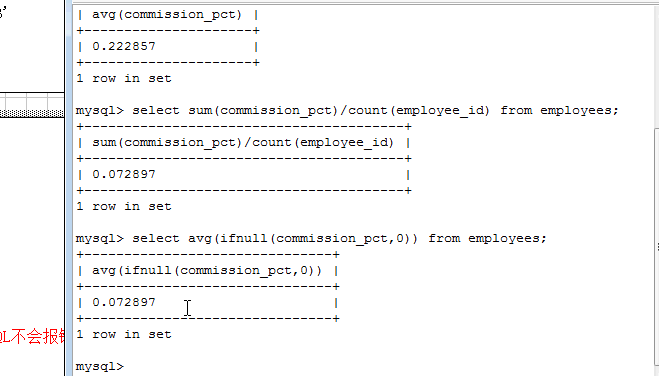 | avg(commission_pct) |
+---------------------+
| 0.222857            |
+---------------------+
1 row in set
mysql> select sum(commission_pct)/count(employee_id) from employees;
+----------------------------------------+
| sum(commission_pct)/count(employee_id) |
+----------------------------------------+
| 0.072897                               |
+----------------------------------------+
1 row in set
mysql> select avg(ifnull(commission_pct,0)) from employees;
+-------------------------------+
| avg(ifnull(commission_pct,0)) |
+-------------------------------+
| 0.072897                      |
+-------------------------------+
1 row in set
QL不会报
mysql>